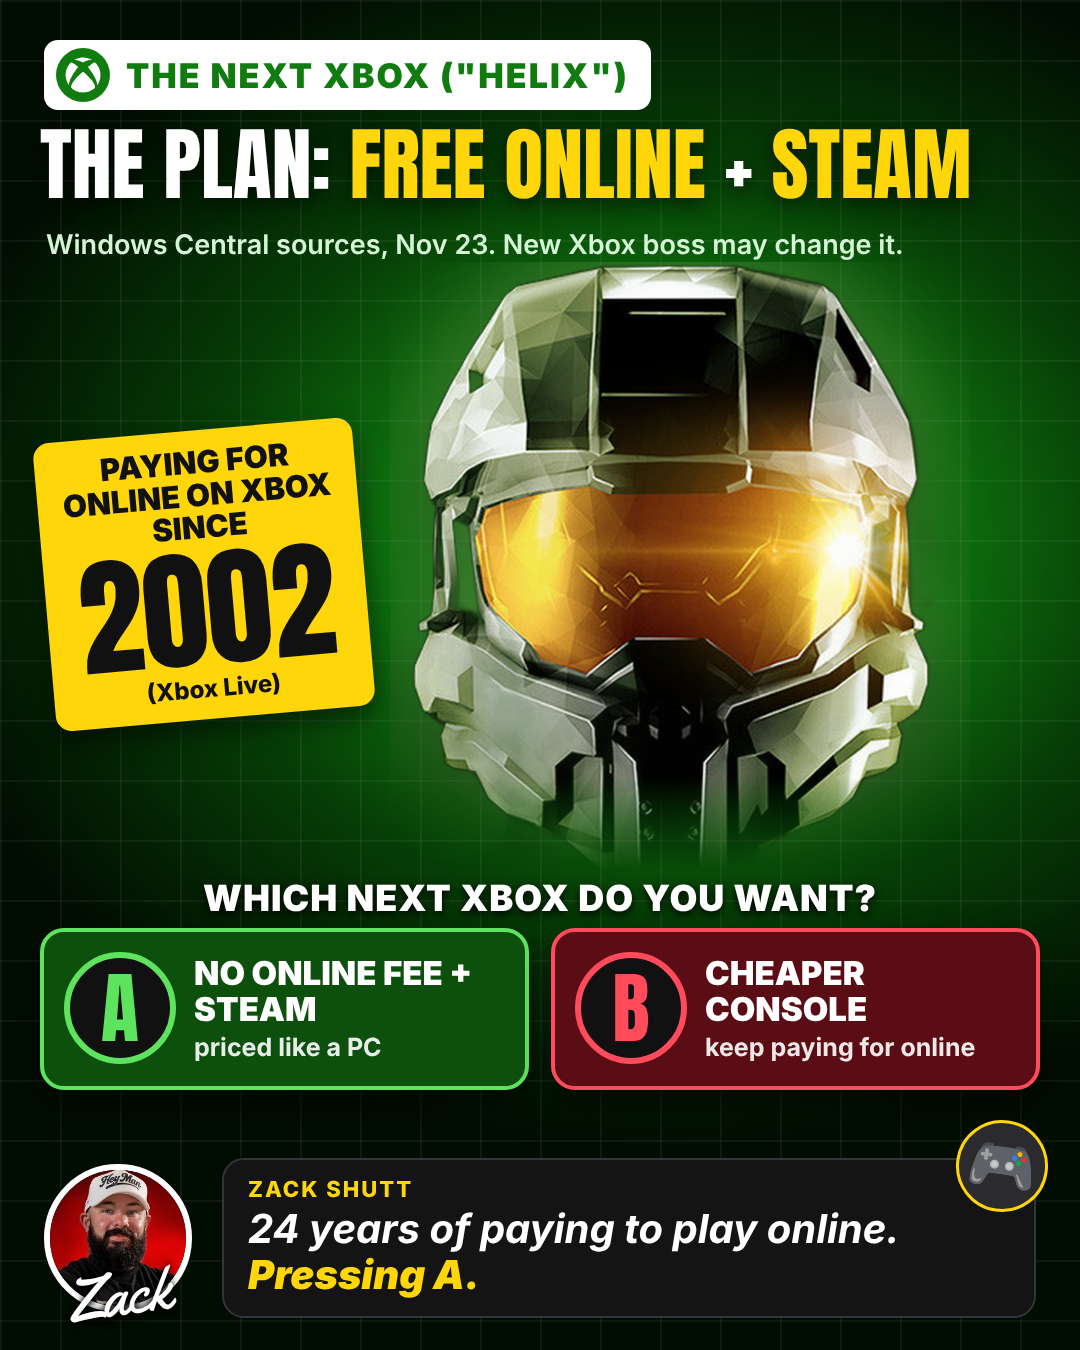 THE NEXT XBOX ("HELIX")
THE PLAN: FREE ONLINE + STEAM
Windows Central sources, Nov 23. New Xbox boss may change it.
PAYING FOR
ONLINE ON XBOX
SINCE
2002
(Xbox Live)
WHICH NEXT XBOX DO YOU WANT?
A
NO ONLINE FEE +
STEAM
priced like a PC
B
CHEAPER
CONSOLE
keep paying for online
Hey Man
Zack
ZACK SHUTT
24 years of paying to play online.
Pressing A.